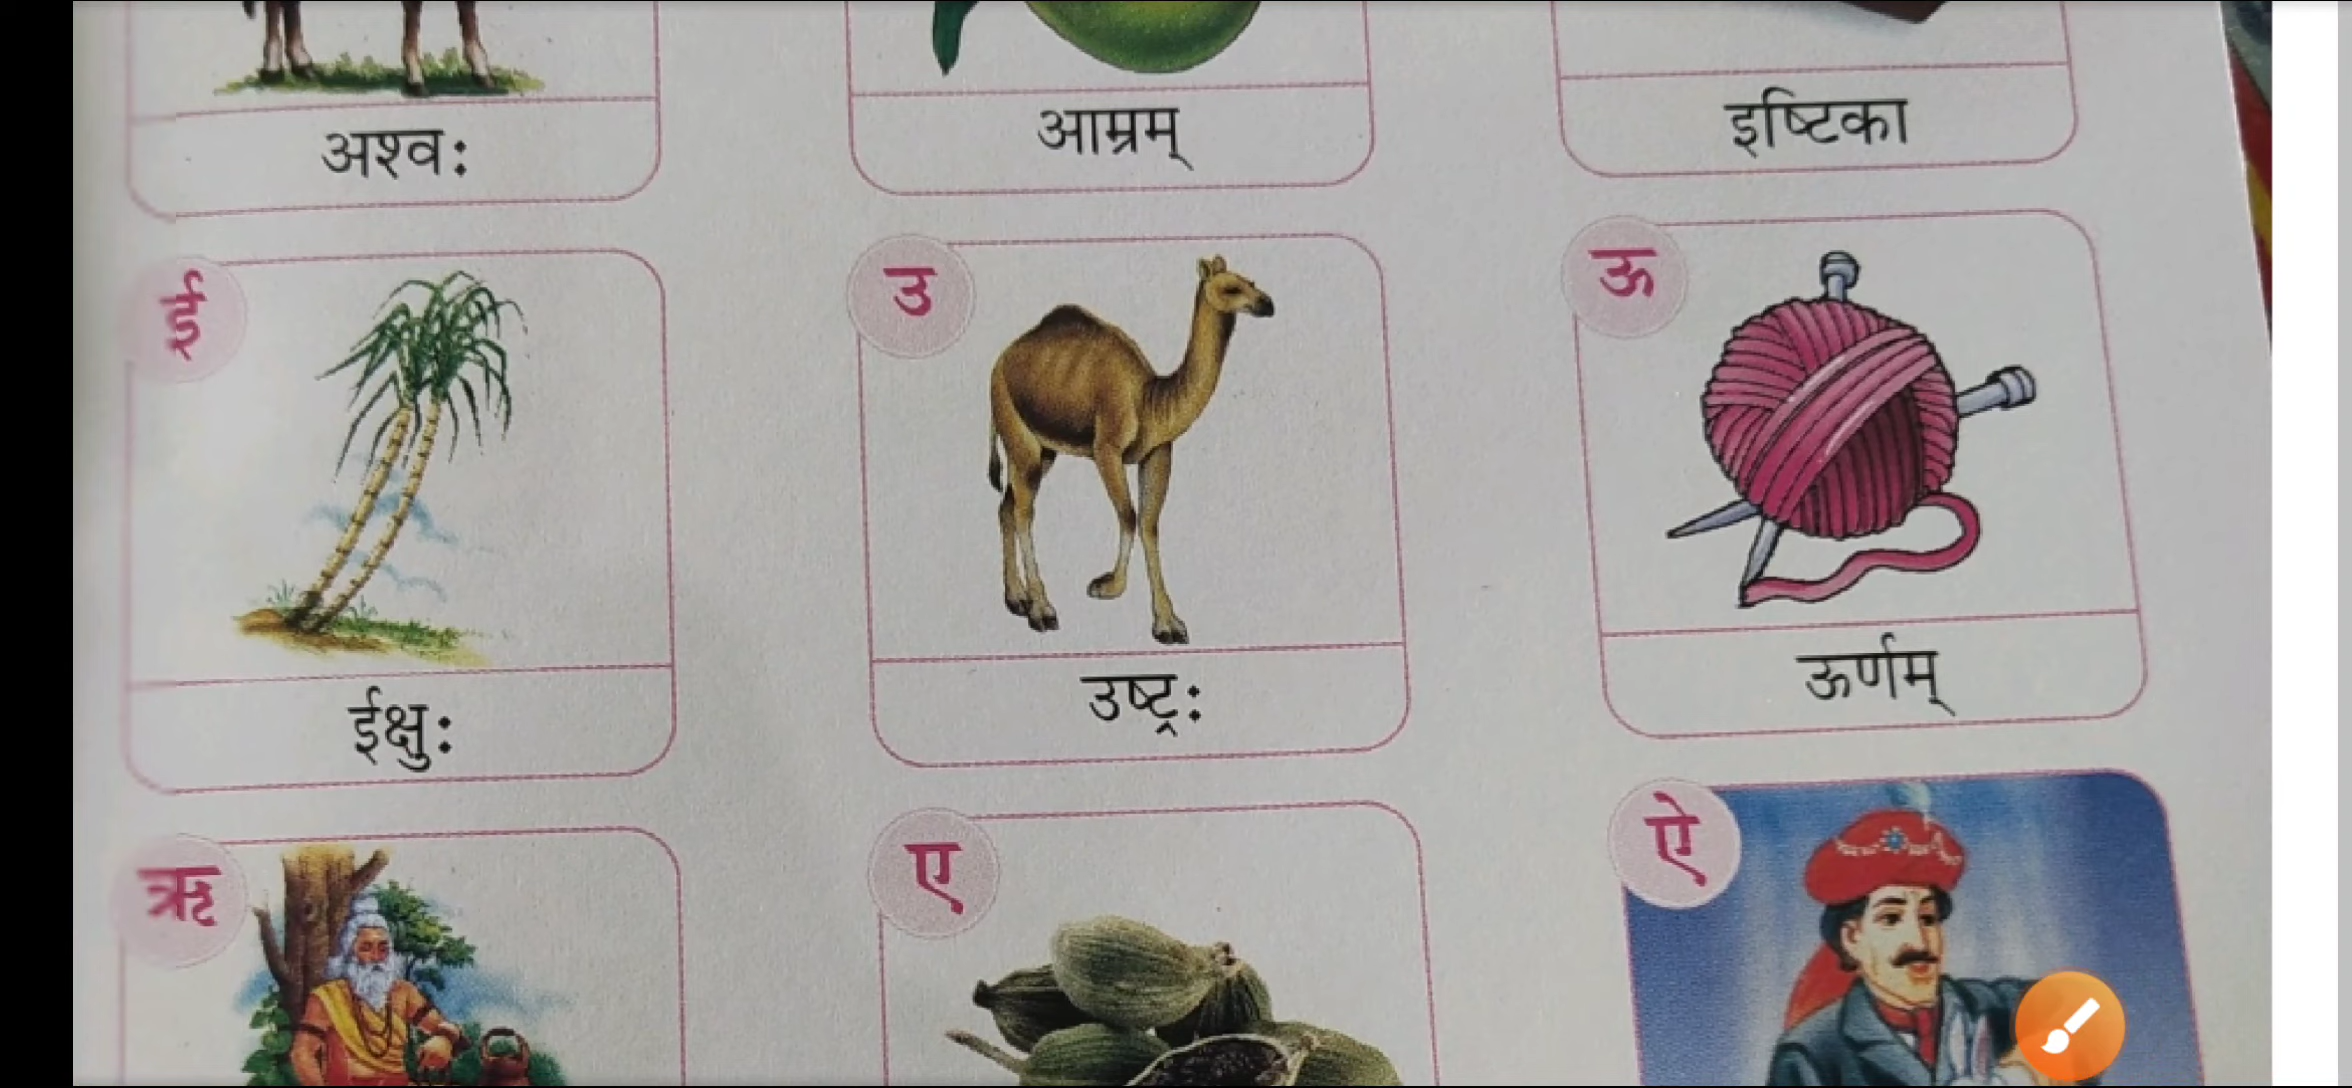 अश्वः
आम्रम्
इष्टिका
ई
उ
ऊ
ईक्षुः
उष्ट्रः
ऊर्णम्
ऋ
ए
ऐ